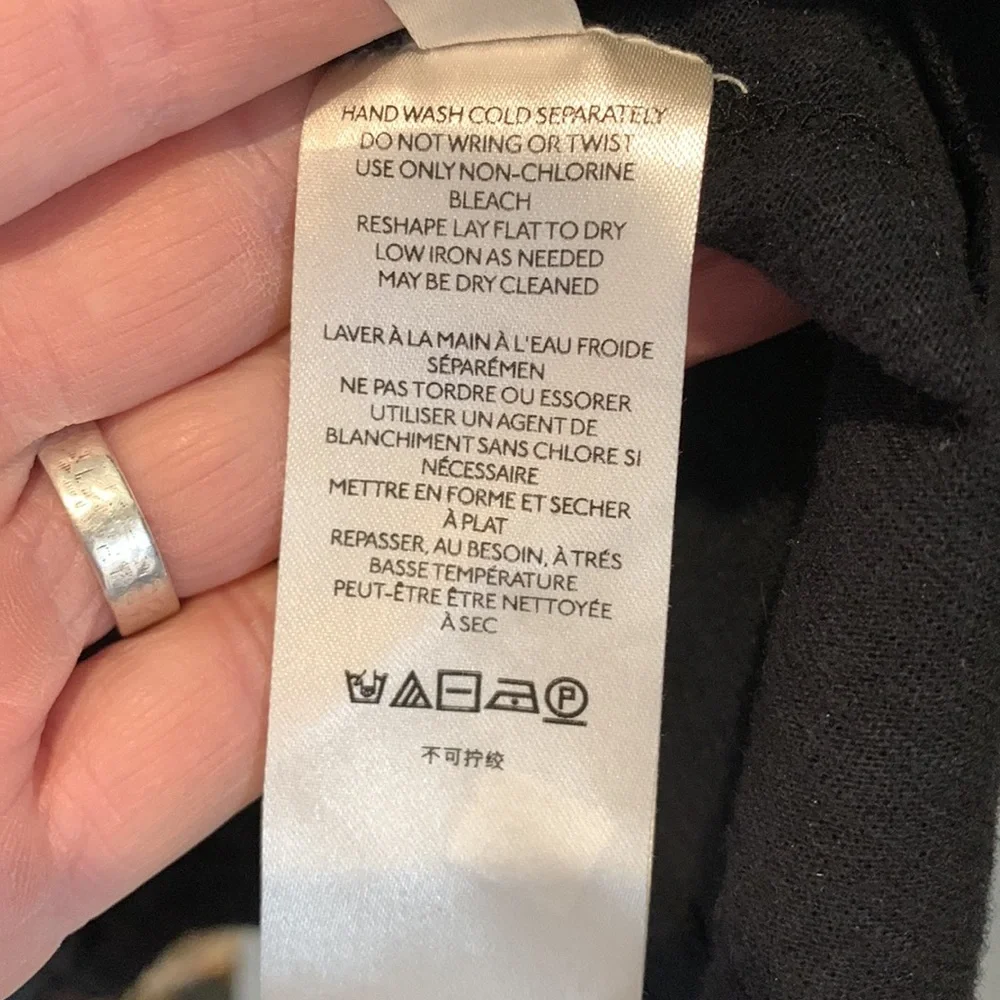 HAND WASH COLD SEPARATELY
DO NOT WRING OR TWIST
USE ONLY NON-CHLORINE
BLEACH
RESHAPE LAY FLAT TO DRY
LOW IRON AS NEEDED
MAY BE DRY CLEANED
LAVER À LA MAIN À L'EAU FROIDE
SÉPARÉMEN
NE PAS TORDRE OU ESSORER
UTILISER UN AGENT DE
BLANCHIMENT SANS CHLORE SI
NÉCESSAIRE
METTRE EN FORME ET SECHER
À PLAT
REPASSER, AU BESOIN, À TRÉS
BASSE TEMPÉRATURE
PEUT-ÊTRE ÊTRE NETTOYÉE
À SEC
P
不可拧绞